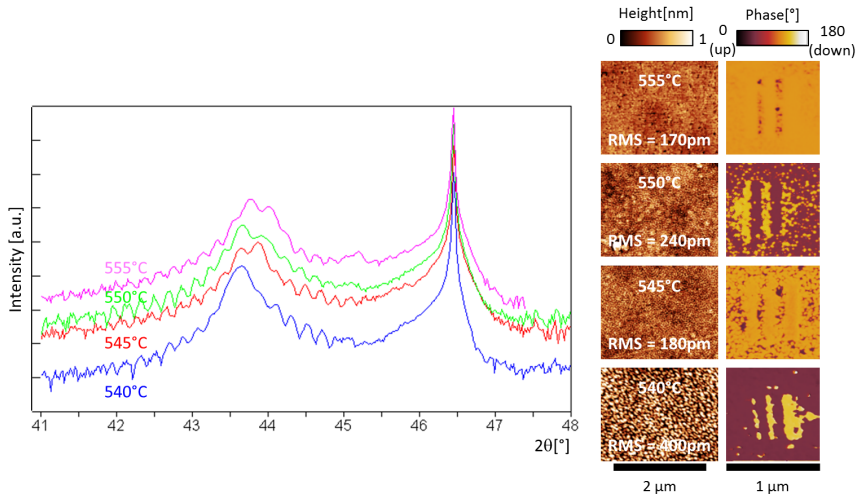 Height[nm]
0
1
Phase[°]
0
(up)
180
(down)
555°C
RMS = 170pm
550°C
RMS = 240pm
545°C
RMS = 180pm
540°C
RMS = 400pm
2 µm
1 µm
Intensity [a.u.]
555°C
550°C
545°C
540°C
41
42
43
44
45
46
47
48
2θ[°]